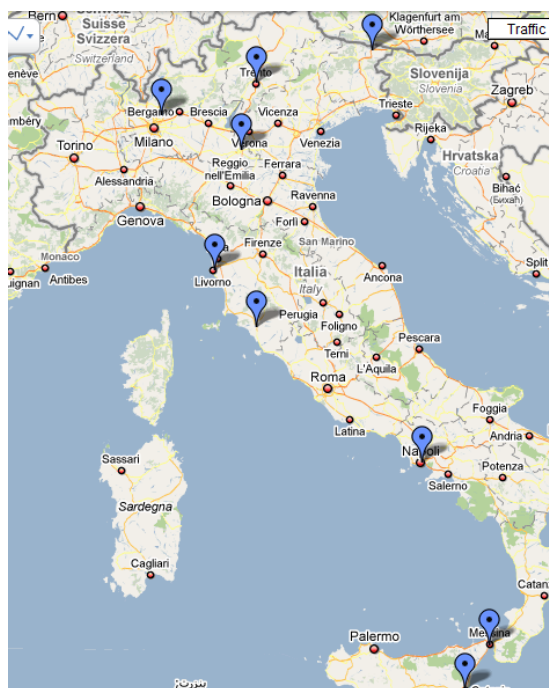 Bern
Schweiz
Suisse
Svizzera
Switzerland
Klagenfurt am
Wörthersee
Traffic
Trento
Slovenija
Slovenia
Zagreb
Bergamo
Brescia
Vicenza
Trieste
Rijeka
Milano
Verona
Venezia
Torino
Hrvatska
Croatia
Alessandria
Reggio
nell'Emilia
Ferrara
Bihać
(Бихаћ)
Bologna
Ravenna
Genova
Forlì
Monaco
Antibes
Firenze
San Marino
Livorno
Italia
Italy
Ancona
Split
Perugia
Foligno
Terni
Pescara
L'Aquila
Roma
Latina
Foggia
Andria
Napoli
Sassari
Salerno
Potenza
Sardegna
Cagliari
Messina
Palermo
بنزرت